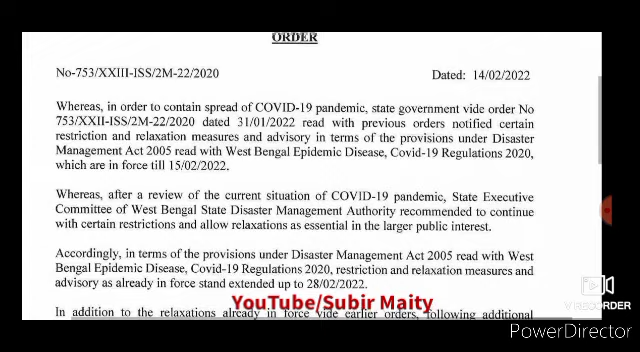 ORDER
No-753/XXIII-ISS/2M-22/2020 Dated: 14/02/2022
Whereas, in order to contain spread of COVID-19 pandemic, state government vide order No
753/XXII-ISS/2M-22/2020 dated 31/01/2022 read with previous orders notified certain
restriction and relaxation measures and advisory in terms of the provisions under Disaster
Management Act 2005 read with West Bengal Epidemic Disease, Covid-19 Regulations 2020,
which are in force till 15/02/2022.
Whereas, after a review of the current situation of COVID-19 pandemic, State Executive
Committee of West Bengal State Disaster Management Authority recommended to continue
with certain restrictions and allow relaxations as essential in the larger public interest.
Accordingly, in terms of the provisions under Disaster Management Act 2005 read with West
Bengal Epidemic Disease, Covid-19 Regulations 2020, restriction and relaxation measures and
advisory as already in force stand extended up to 28/02/2022.
YouTube/Subir Maity
In addition to the relaxations already in force vide earlier orders, following additional
V RECORDER
PowerDirector